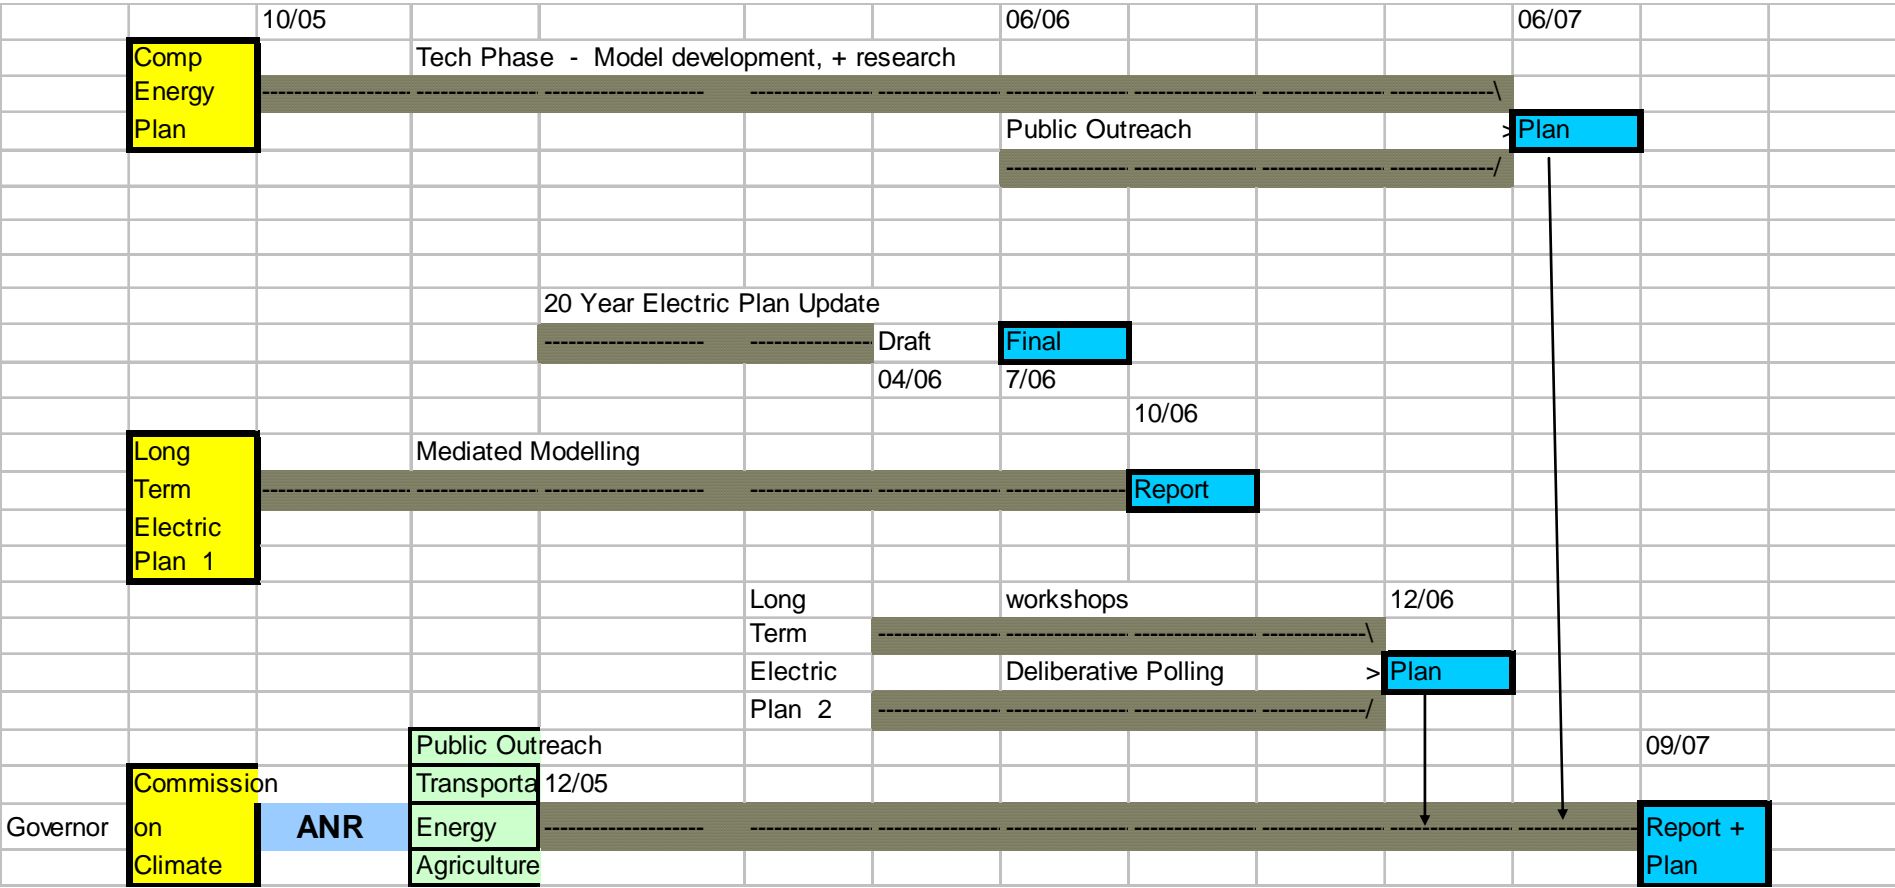 10/05 06/06 06/07
Comp Tech Phase - Model development, + research
Energy
Plan Public Outreach > Plan
20 Year Electric Plan Update
Draft Final
04/06 7/06
10/06
Long Mediated Modelling
Term Report
Electric
Plan 1
Long workshops 12/06
Term
Electric Deliberative Polling > Plan
Plan 2
Public Outreach 09/07
Commission Transporta 12/05
Governor on ANR Energy Report +
Climate Agriculture Plan